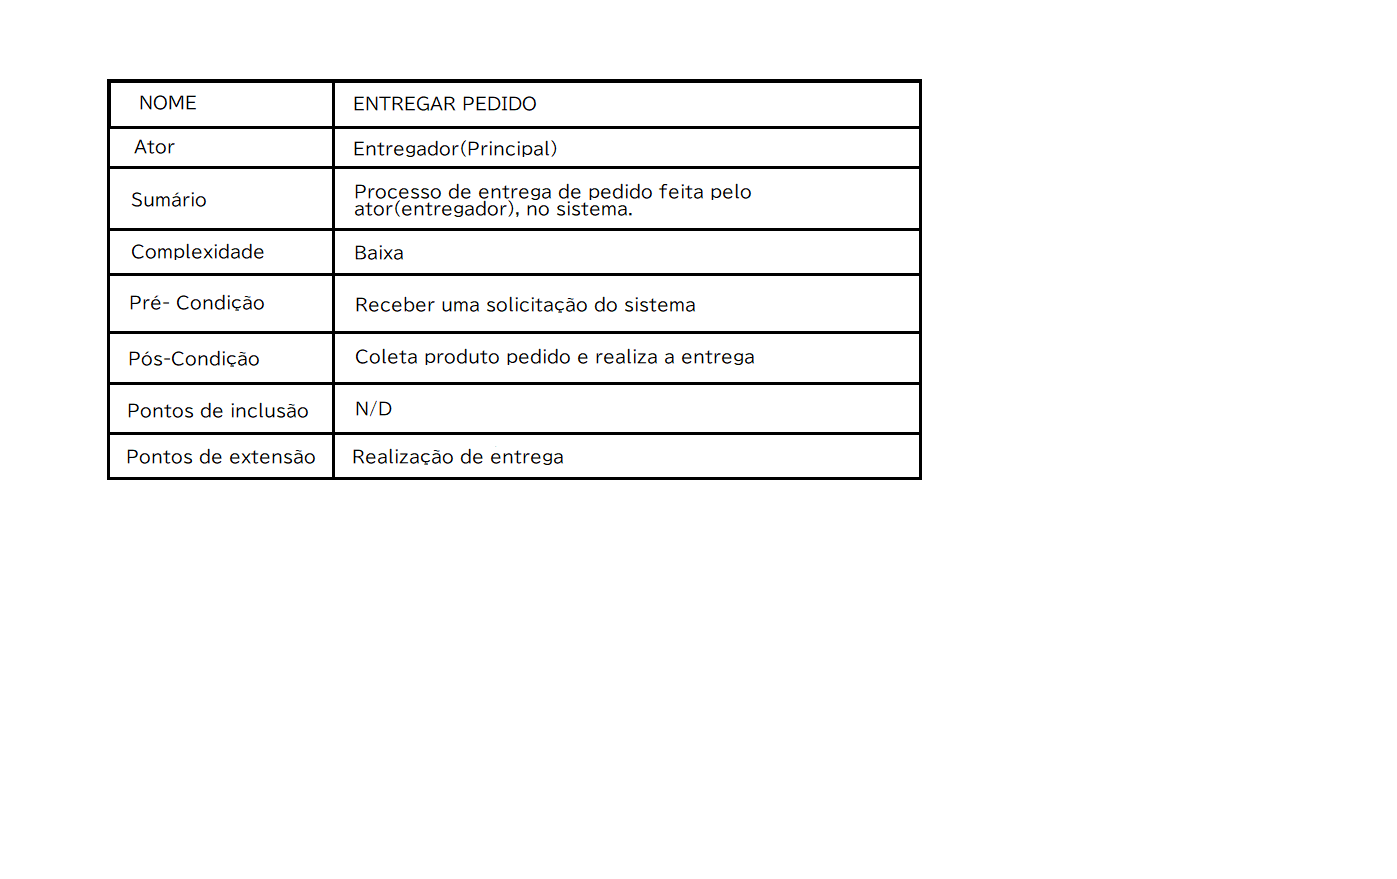 NOME
ENTREGAR PEDIDO
Ator
Entregador(Principal)
Sumário
Processo de entrega de pedido feita pelo
ator(entregador), no sistema.
Complexidade
Baixa
Pré- Condição
Receber uma solicitação do sistema
Pós-Condição
Coleta produto pedido e realiza a entrega
Pontos de inclusão
N/D
Pontos de extensão
Realização de entrega